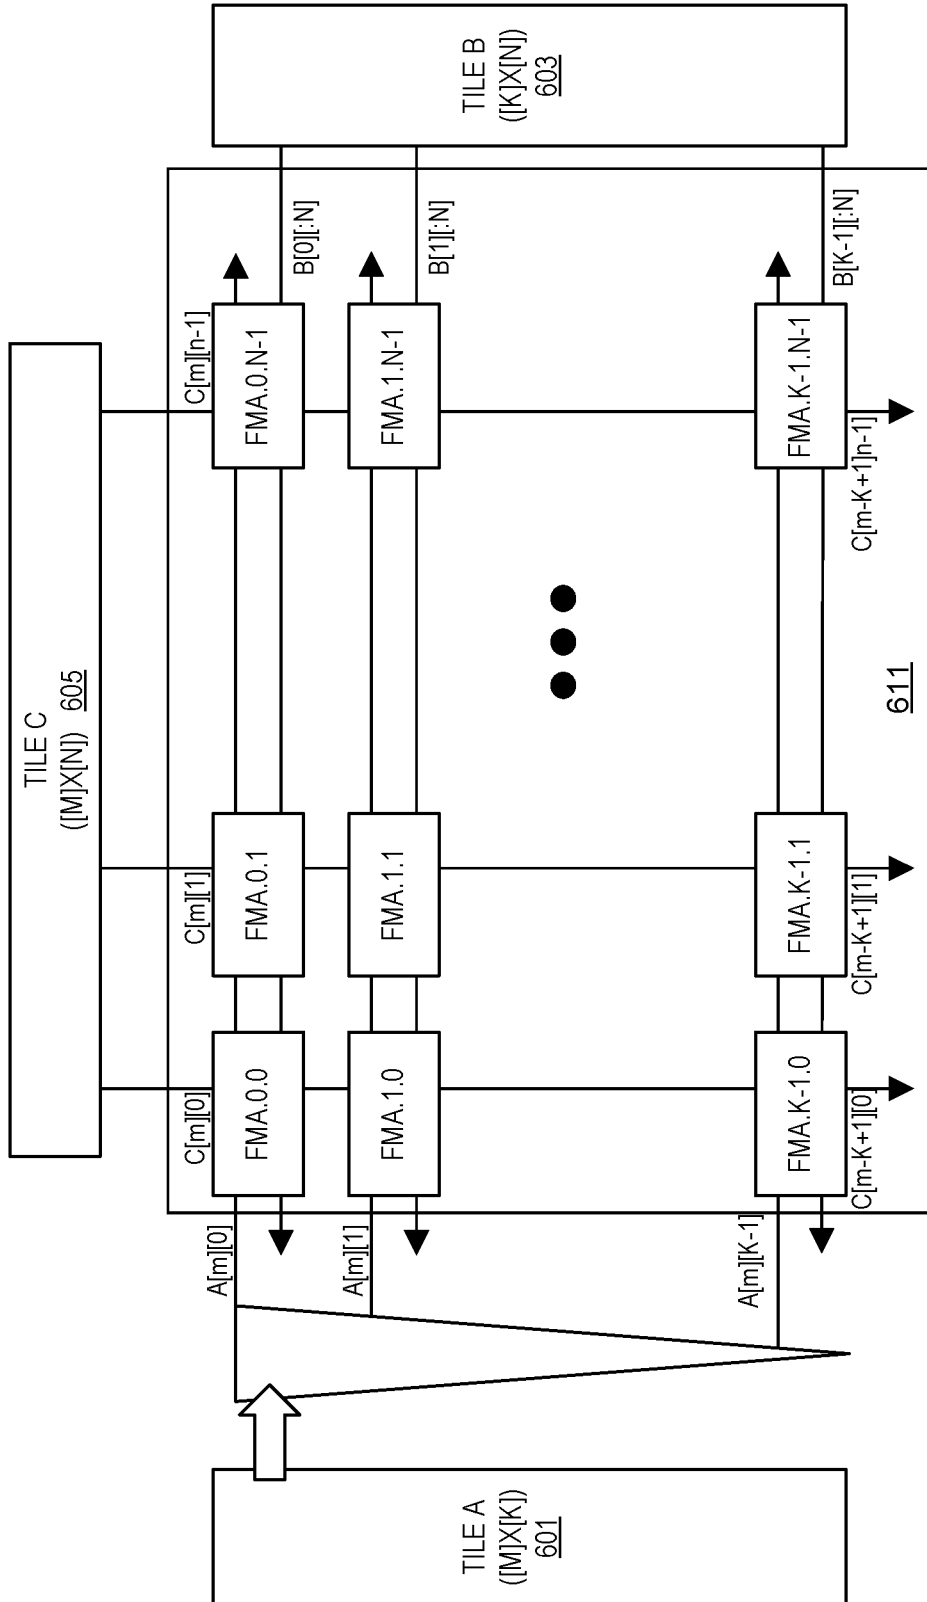 TILE A
([M]X[K])
601
TILE C
([M]X[N]) 605
TILE B
([K]X[N])
603
A[m][0]
C[m][0]
C[m][1]
C[m][n-1]
FMA.0.0
FMA.0.1
FMA.0.N-1
B[0][:N]
A[m][1]
FMA.1.0
FMA.1.1
FMA.1.N-1
B[1][:N]
A[m][K-1]
FMA.K-1.0
FMA.K-1.1
FMA.K-1.N-1
B[K-1][:N]
C[m-K+1][0]
C[m-K+1][1]
C[m-K+1]n-1]
611